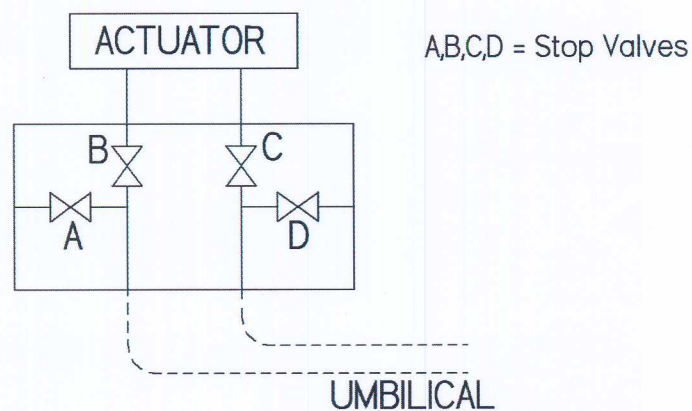 ACTUATOR
A,B,C,D = Stop Valves
B
C
A
D
UMBILICAL